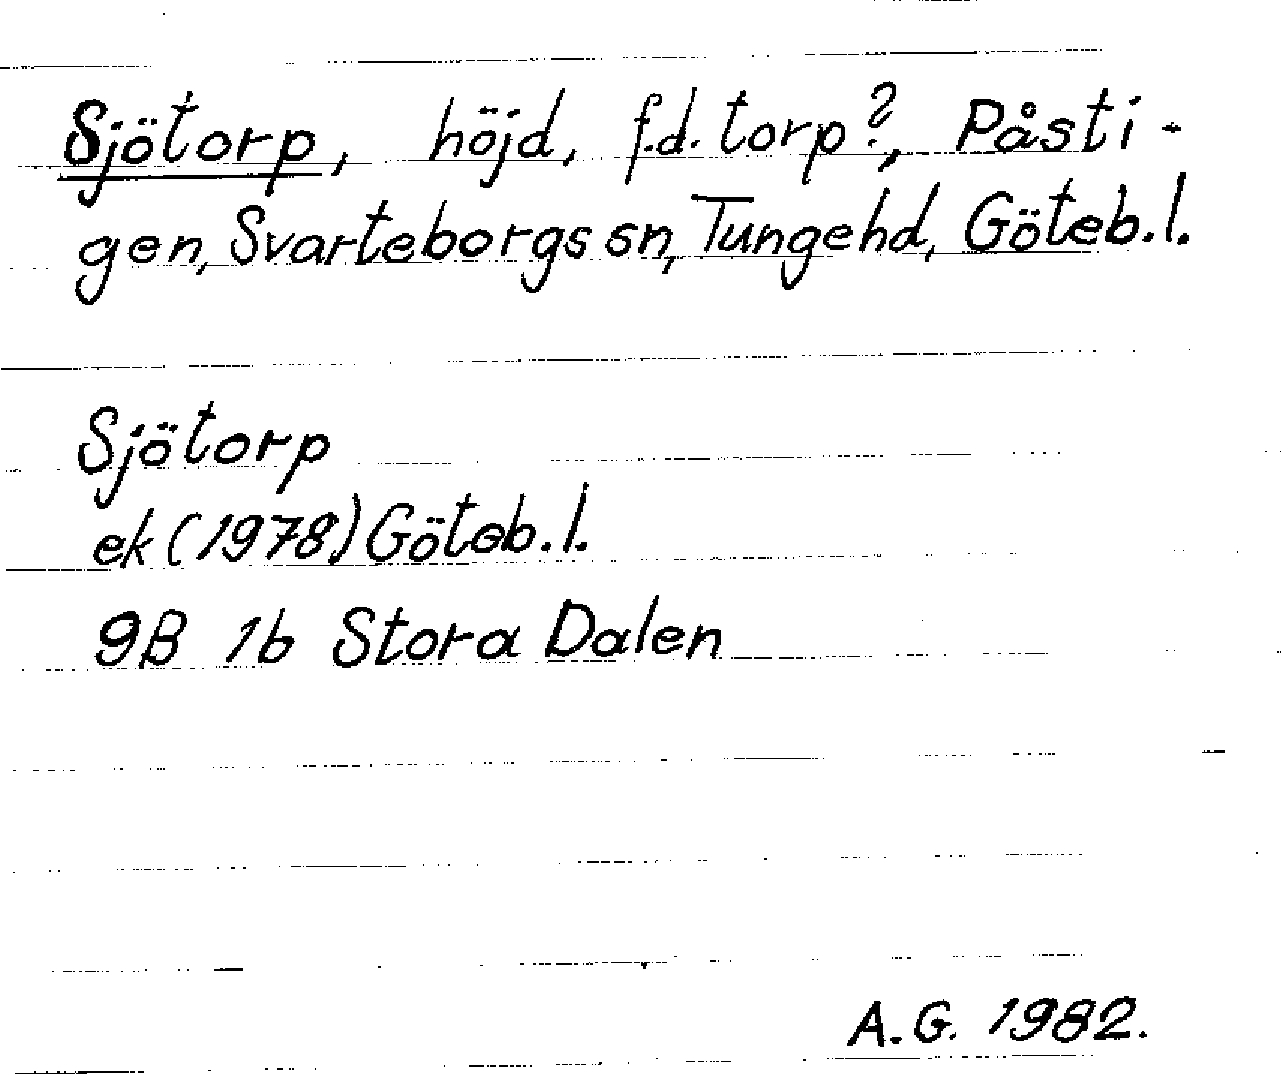 Sjötorp, höjd, f.d. torp?, Påsti-
gen, Svarteborgs sn, Tungehd, Göteb.l.
Sjötorp
ek (1978) Göteb.l.
9B 1b Stora Dalen
A.G. 1982.